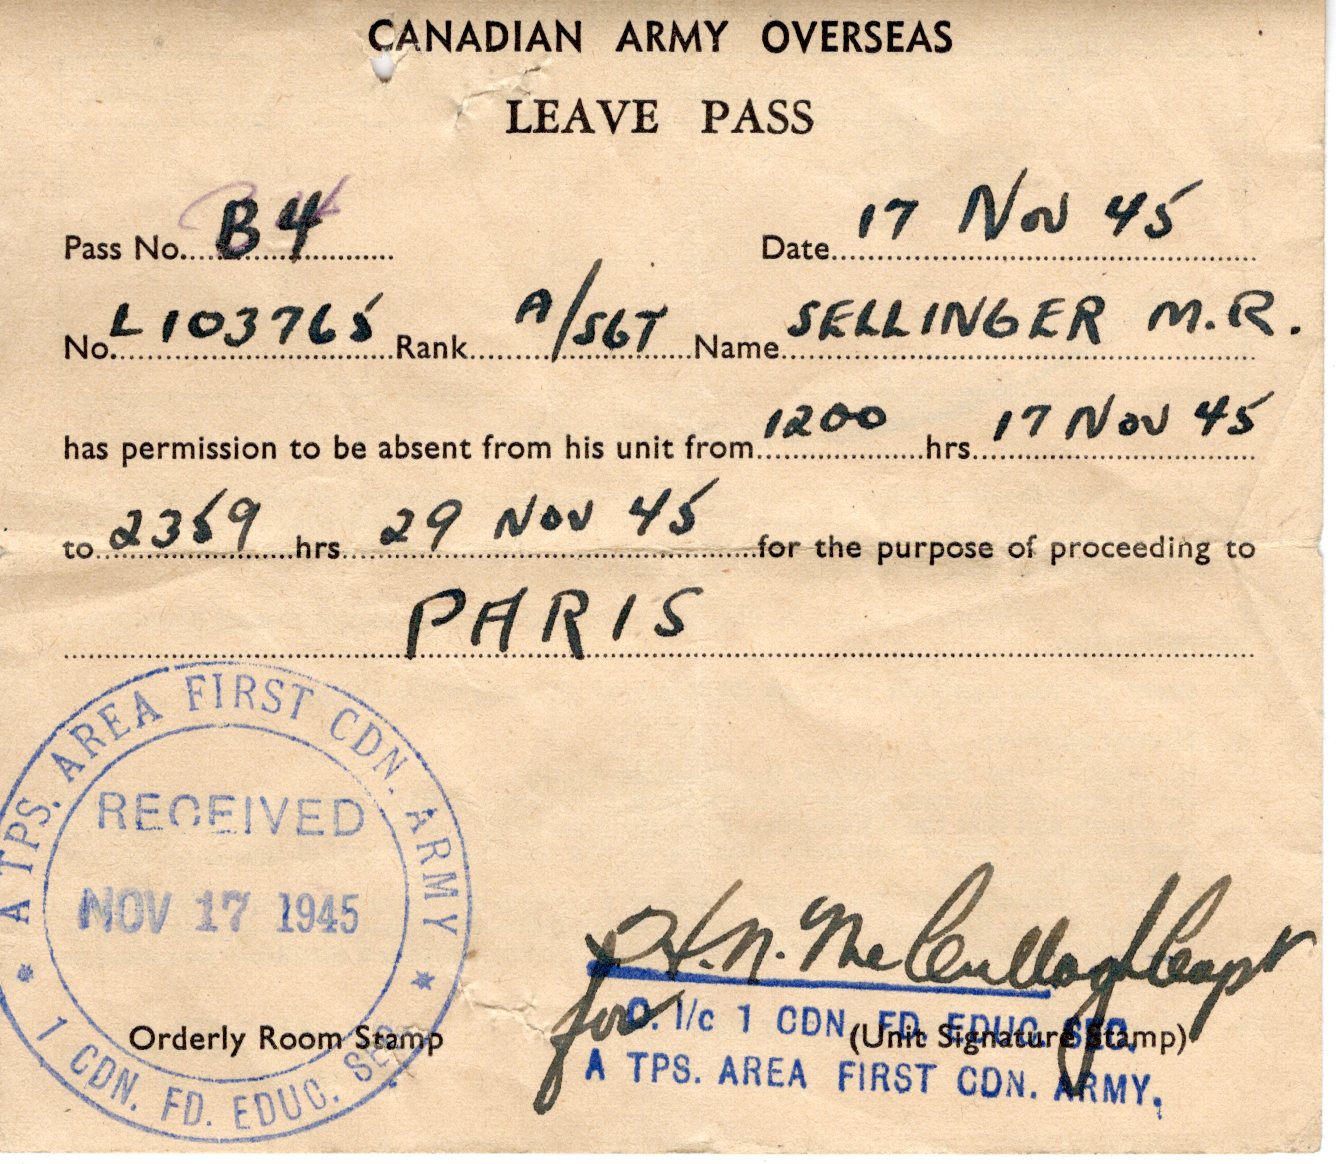 CANADIAN ARMY OVERSEAS
LEAVE PASS
Pass No. B4 Date 17 Nov 45
No. L103765 Rank A/SGT Name SELLINGER M.R.
has permission to be absent from his unit from 1200 hrs. 17 Nov 45
to 2359 hrs. 29 Nov 45 for the purpose of proceeding to
PARIS
A TPS. AREA FIRST CDN. ARMY
RECEIVED
NOV 17 1945
1 CDN. FD. EDUC. SEC.
Orderly Room Stamp
H.N. McCullagh Capt
for O. I/c 1 CDN. FD. EDUC. SEC.
(Unit Signature Stamp)
A TPS. AREA FIRST CDN. ARMY.